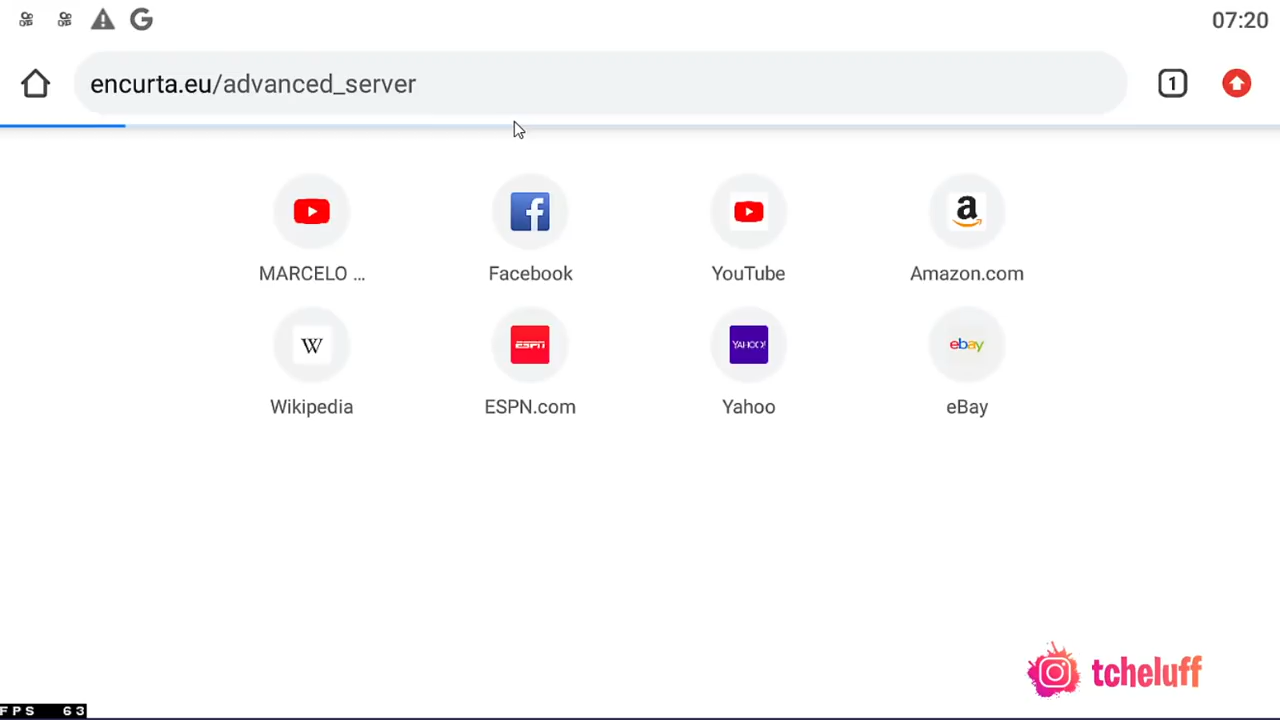 07:20
encurta.eu/advanced_server
1
MARCELO ...
Facebook
YouTube
Amazon.com
W
ESPN
YAHOO!
ebay
Wikipedia
ESPN.com
Yahoo
eBay
tcheluff
FPS 63